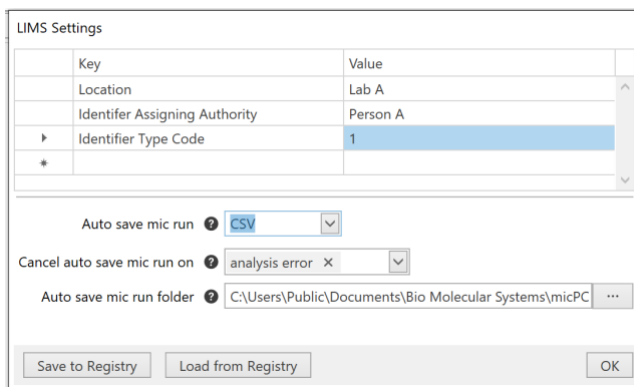 LIMS Settings
Key Value
Location Lab A
Identifer Assigning Authority Person A
Identifier Type Code 1
Auto save mic run ? CSV
Cancel auto save mic run on ? analysis error ×
Auto save mic run folder ? C:\Users\Public\Documents\Bio Molecular Systems\micPC ...
Save to Registry Load from Registry OK